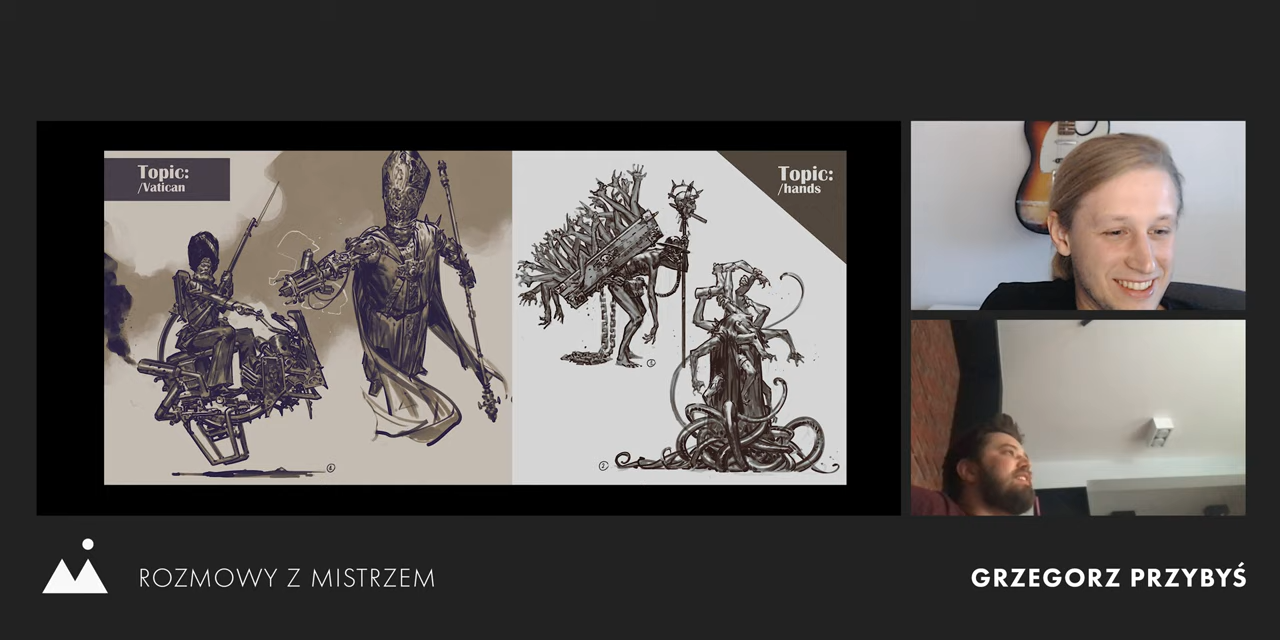 Topic:
/Vatican
Topic:
/hands
ROZMOWY Z MISTRZEM
GRZEGORZ PRZYBYŚ